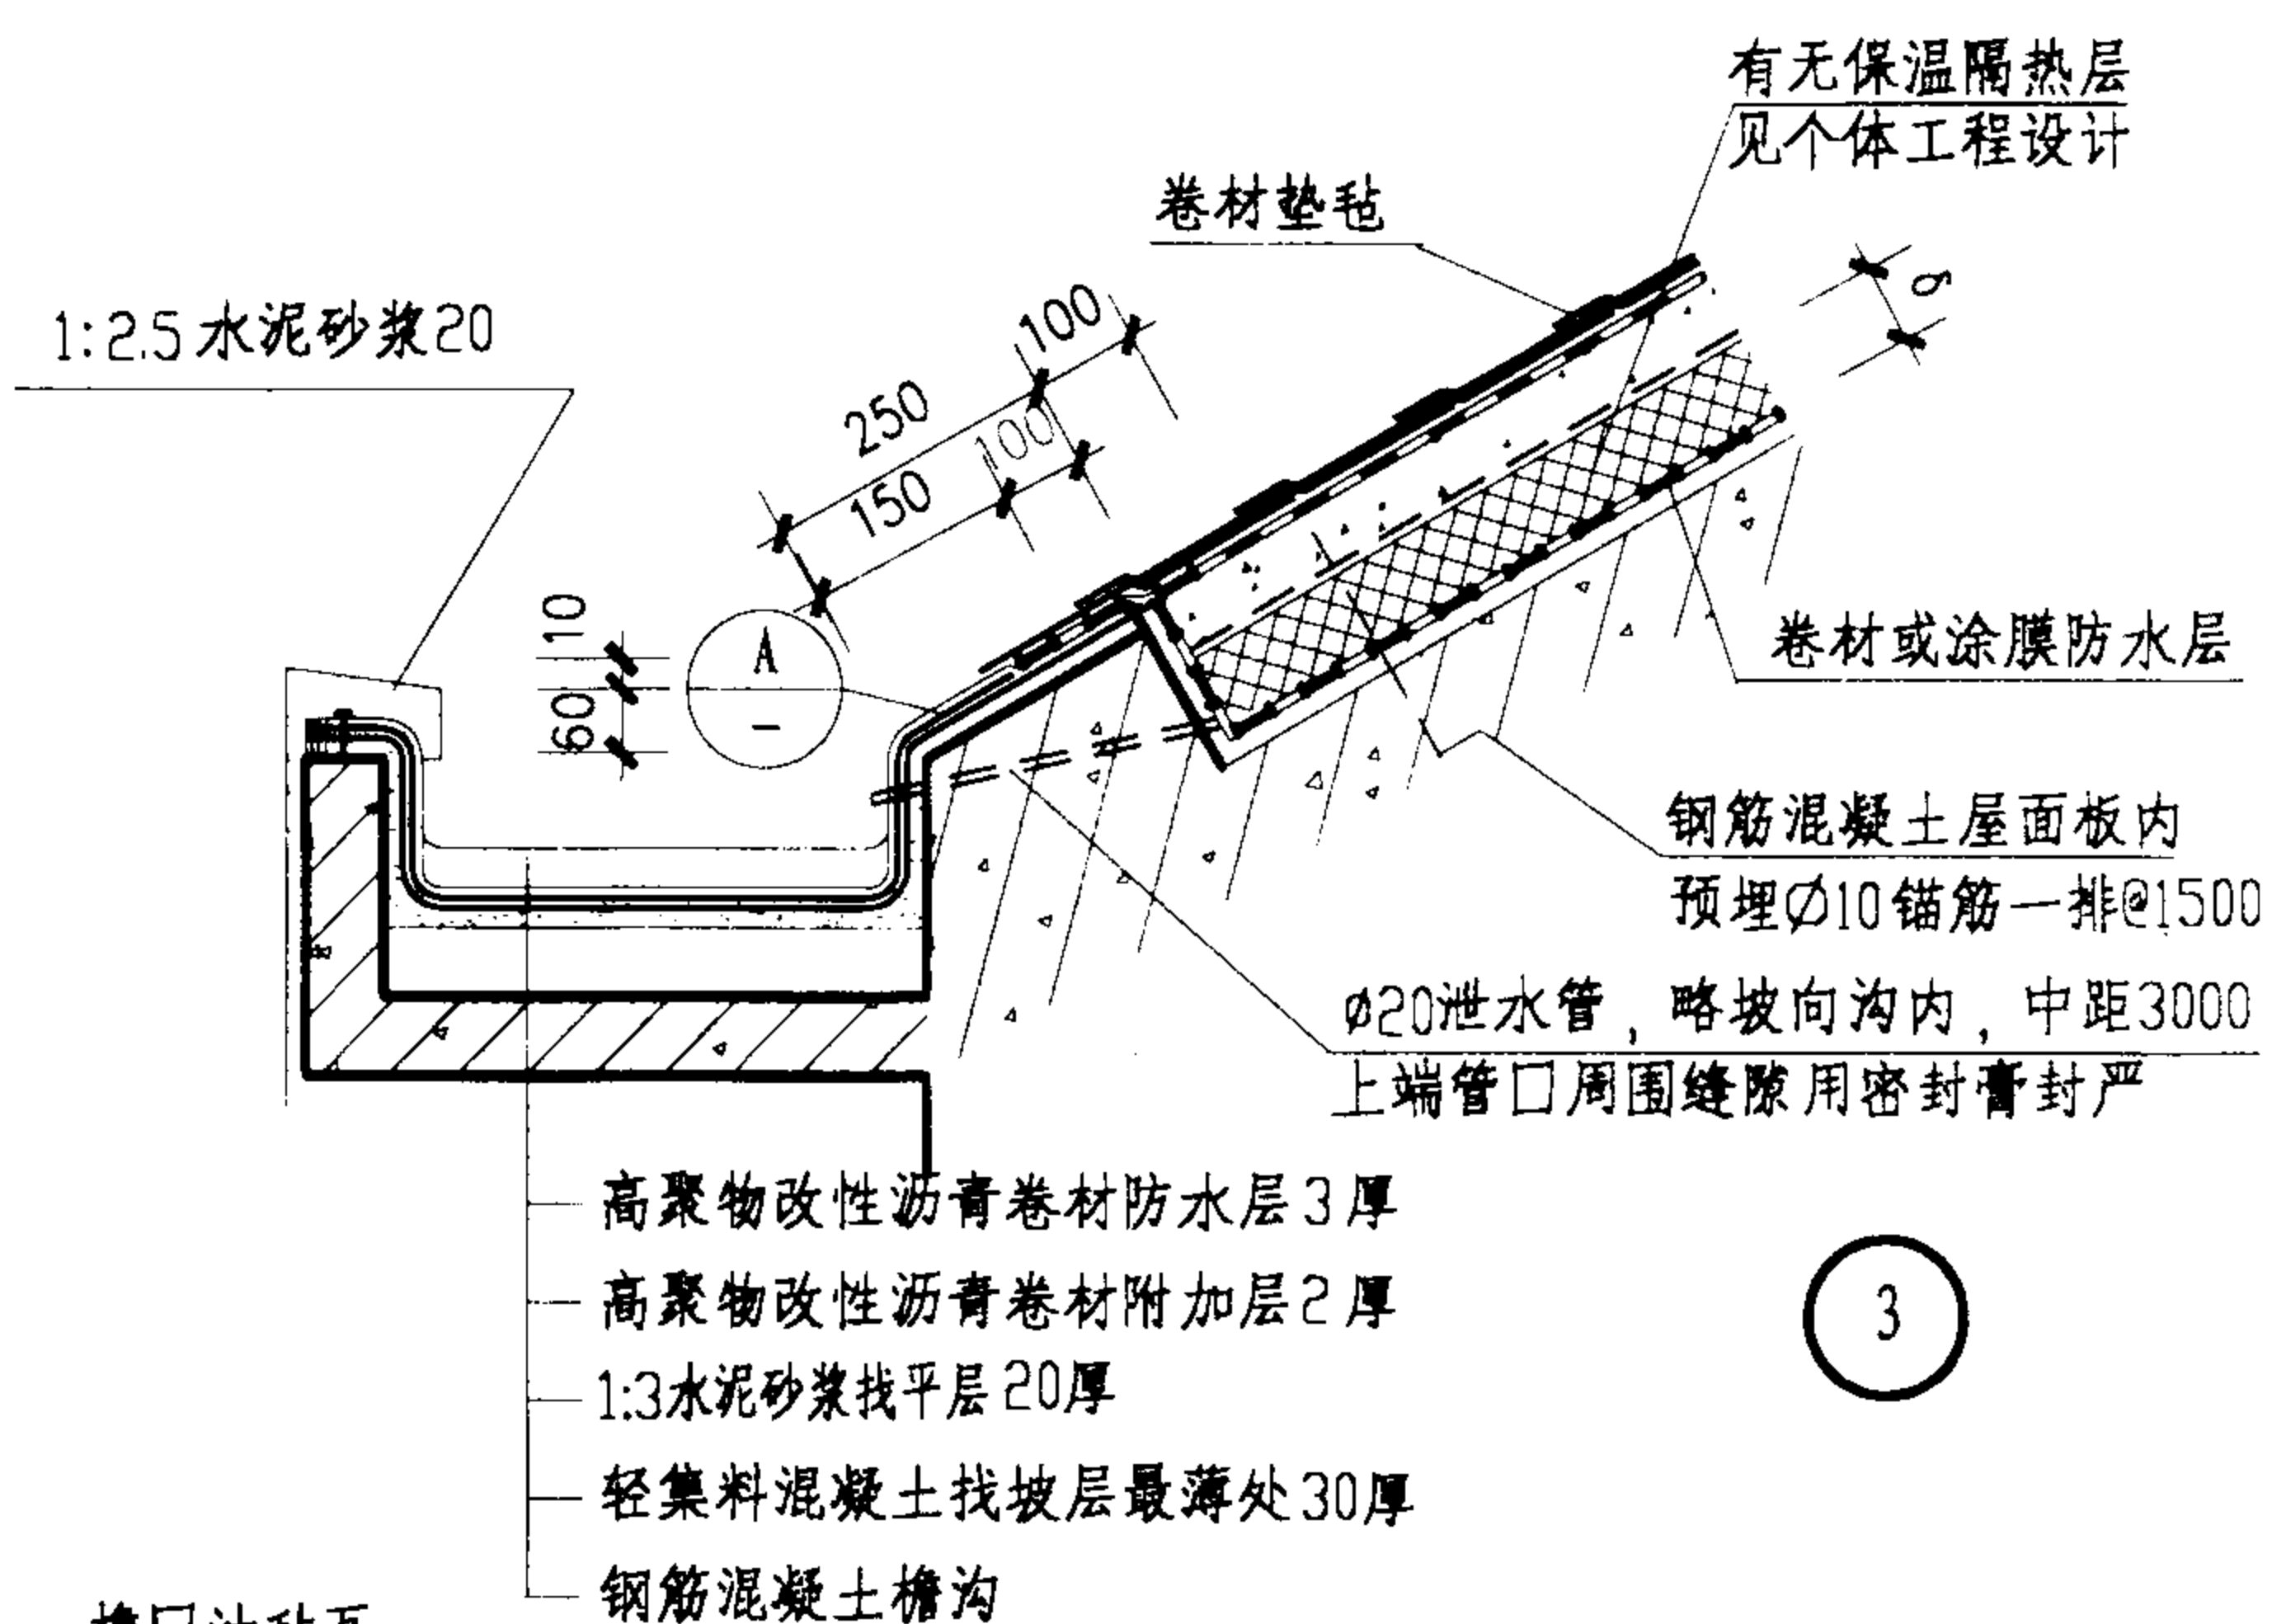 有无保温隔热层
见个体工程设计
卷材垫毡
1:2.5水泥砂浆20
δ
100
250
100
150
10
60
A
–
卷材或涂膜防水层
钢筋混凝土屋面板内
预埋Ø10锚筋一排@1500
ø20泄水管,略坡向沟内,中距3000
上端管口周围缝隙用密封膏封严
高聚物改性沥青卷材防水层3厚
高聚物改性沥青卷材附加层2厚
1:3水泥砂浆找平层20厚
轻集料混凝土找坡层最薄处30厚
钢筋混凝土檐沟
3